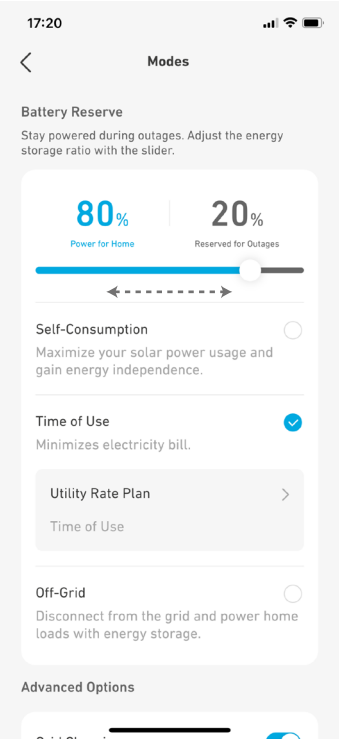 17:20
Modes
Battery Reserve
Stay powered during outages. Adjust the energy
storage ratio with the slider.
80% 20%
Power for Home Reserved for Outages
Self-Consumption
Maximize your solar power usage and
gain energy independence.
Time of Use
Minimizes electricity bill.
Utility Rate Plan
Time of Use
Off-Grid
Disconnect from the grid and power home
loads with energy storage.
Advanced Options